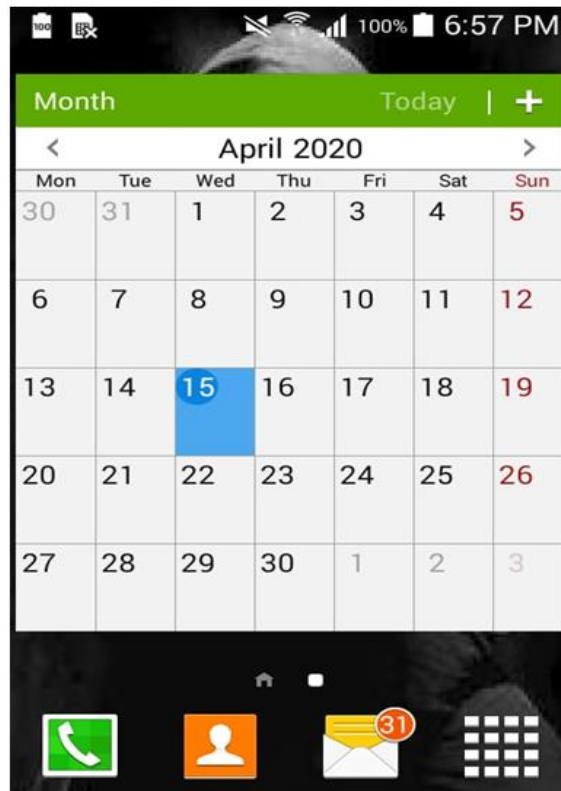 100 100% 6:57 PM
Month Today | +
< April 2020 >
Mon Tue Wed Thu Fri Sat Sun
30 31 1 2 3 4 5
6 7 8 9 10 11 12
13 14 15 16 17 18 19
20 21 22 23 24 25 26
27 28 29 30 1 2 3
31